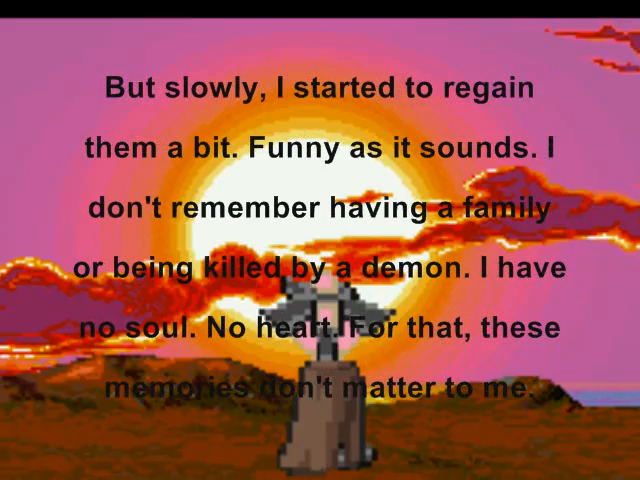 But slowly, I started to regain
them a bit. Funny as it sounds. I
don't remember having a family
or being killed by a demon. I have
no soul. No heart. For that, these
memories don't matter to me.